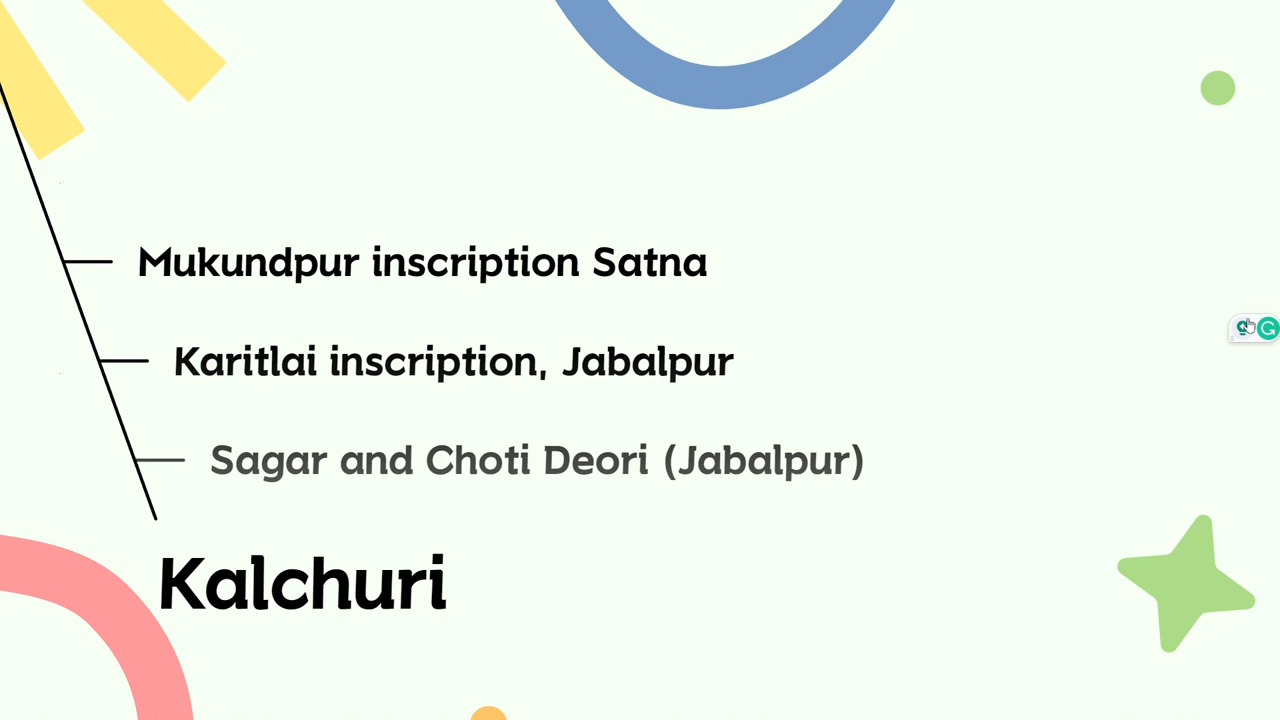 Mukundpur inscription Satna
Karitlai inscription, Jabalpur
Sagar and Choti Deori (Jabalpur)
Kalchuri